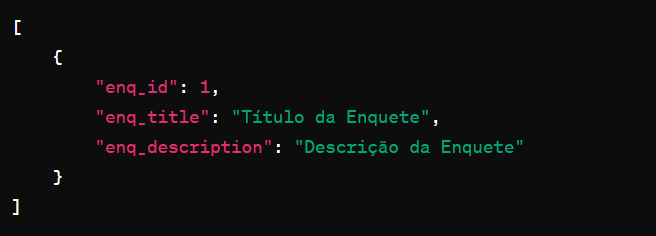 [
    {
        "enq_id": 1,
        "enq_title": "Título da Enquete",
        "enq_description": "Descrição da Enquete"
    }
]